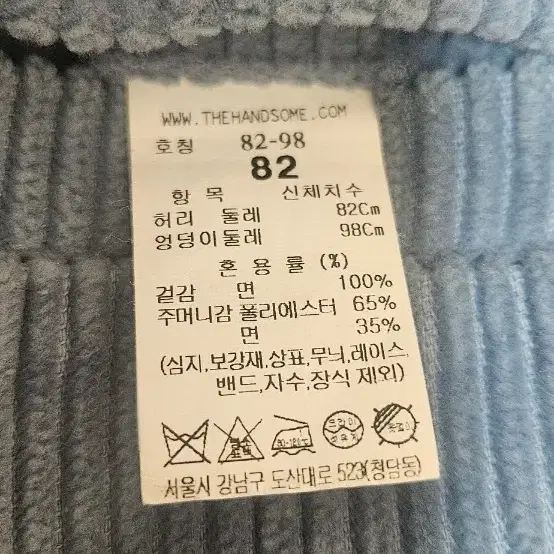 WWW.THEHANDSOME.COM
호칭 82-98
82
항 목 신체치수
허리 둘레 82Cm
엉덩이둘레 98Cm
혼 용 률 (%)
겉감 면 100%
주머니감 폴리에스터 65%
면 35%
(심지,보강재,상표,무늬,레이스,
밴드,자수,장식 제외)
드라이
서울시 강남구 도산대로 523(청담동)